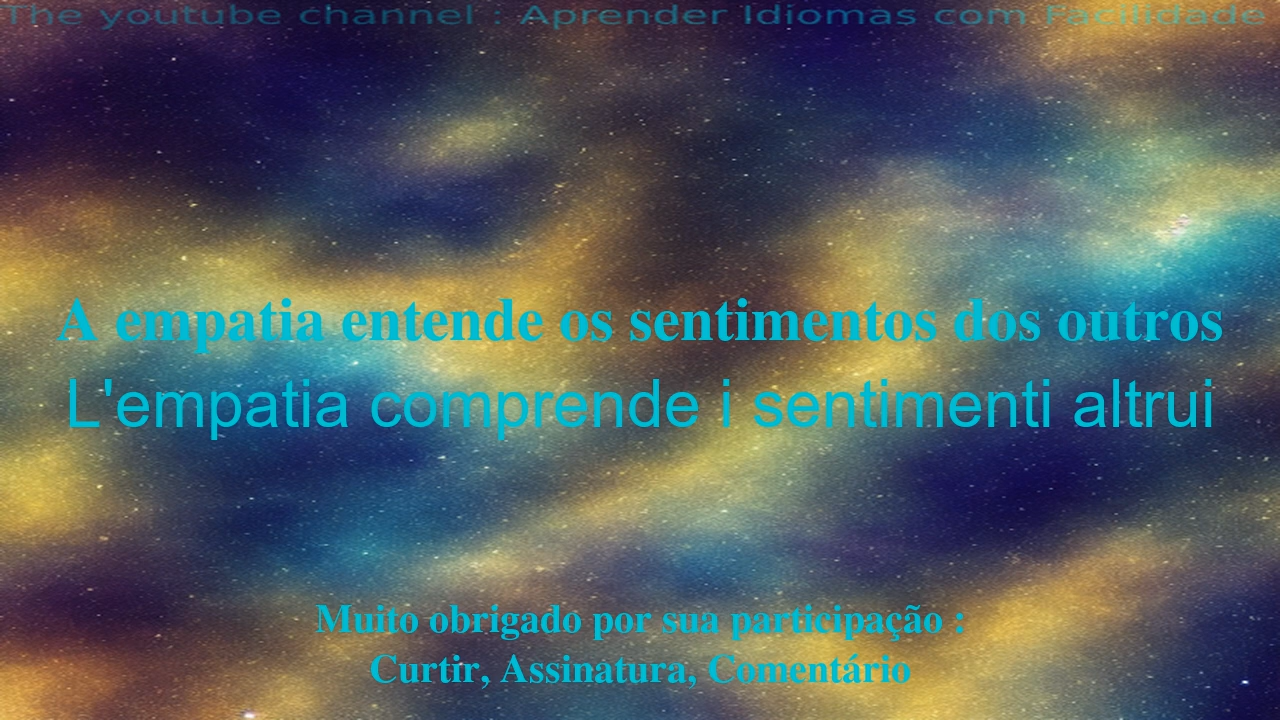 The youtube channel : Aprender Idiomas com Facilidade
A empatia entende os sentimentos dos outros
L'empatia comprende i sentimenti altrui
Muito obrigado por sua participação :
Curtir, Assinatura, Comentário